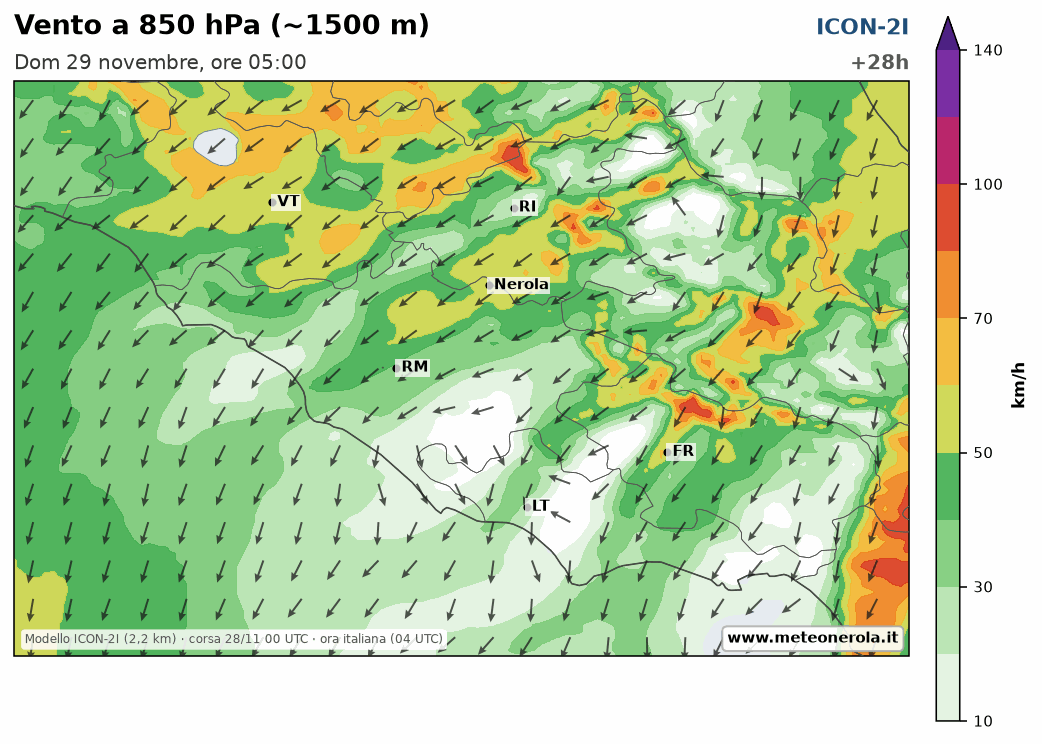 Vento a 850 hPa (~1500 m)
ICON-2I
Dom 29 novembre, ore 05:00
+28h
140
100
70
50
30
10
km/h
VT
RI
Nerola
RM
FR
LT
Modello ICON-2I (2,2 km) · corsa 28/11 00 UTC · ora italiana (04 UTC)
www.meteonerola.it